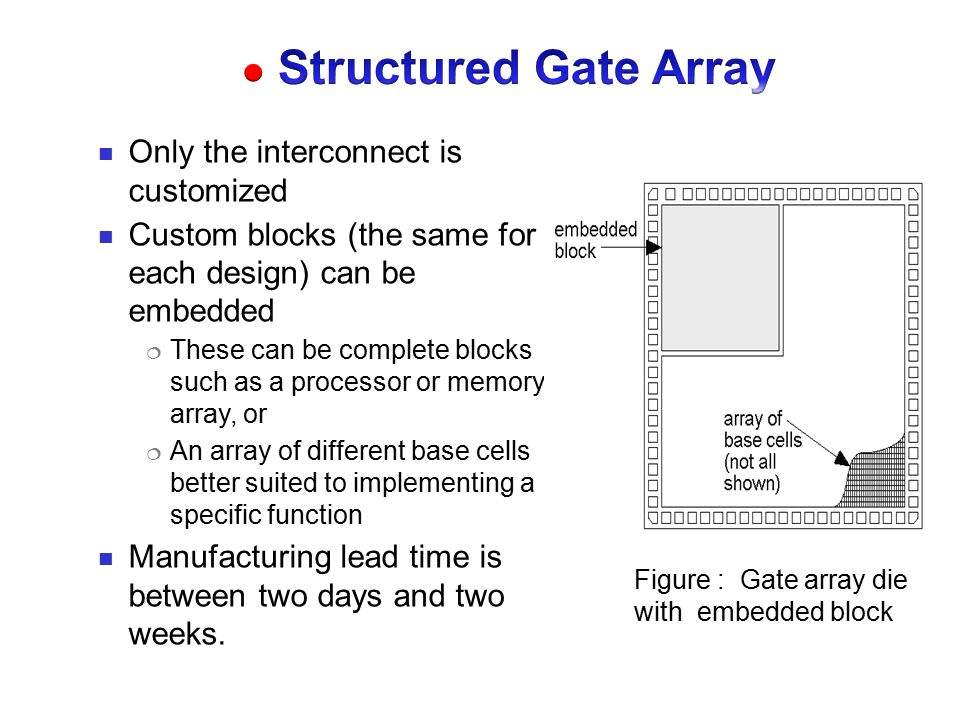 Structured Gate Array
Only the interconnect is
customized
Custom blocks (the same for
each design) can be
embedded
These can be complete blocks
such as a processor or memory
array, or
An array of different base cells
better suited to implementing a
specific function
Manufacturing lead time is
between two days and two
weeks.
embedded
block
array of
base cells
(not all
shown)
Figure : Gate array die
with embedded block